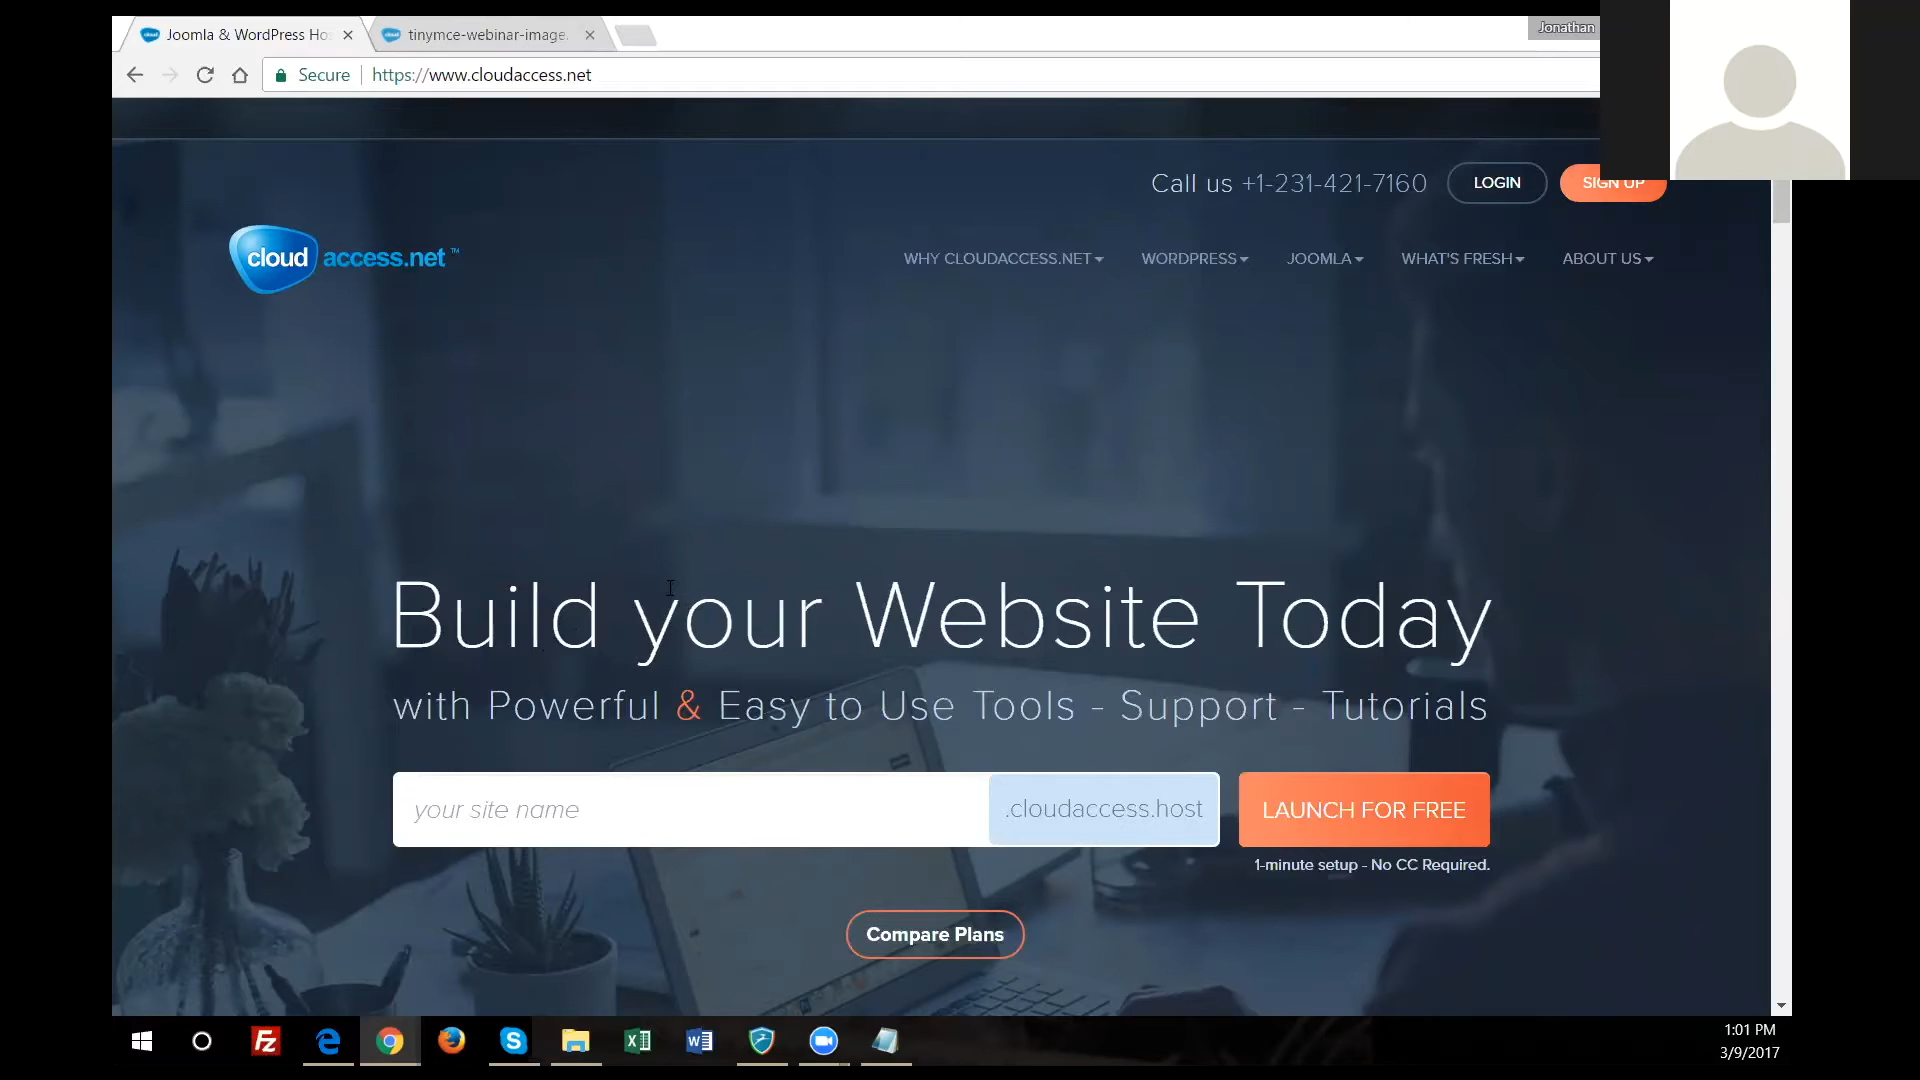 Joomla & WordPress Ho
tinymce-webinar-image.
Jonathan
Secure
https://www.cloudaccess.net
Call us +1-231-421-7160
LOGIN
SIGN UP
cloud access.net ™
WHY CLOUDACCESS.NET
WORDPRESS
JOOMLA
WHAT'S FRESH
ABOUT US
Build your Website Today
with Powerful & Easy to Use Tools - Support - Tutorials
your site name
.cloudaccess.host
LAUNCH FOR FREE
1-minute setup - No CC Required.
Compare Plans
1:01 PM
3/9/2017